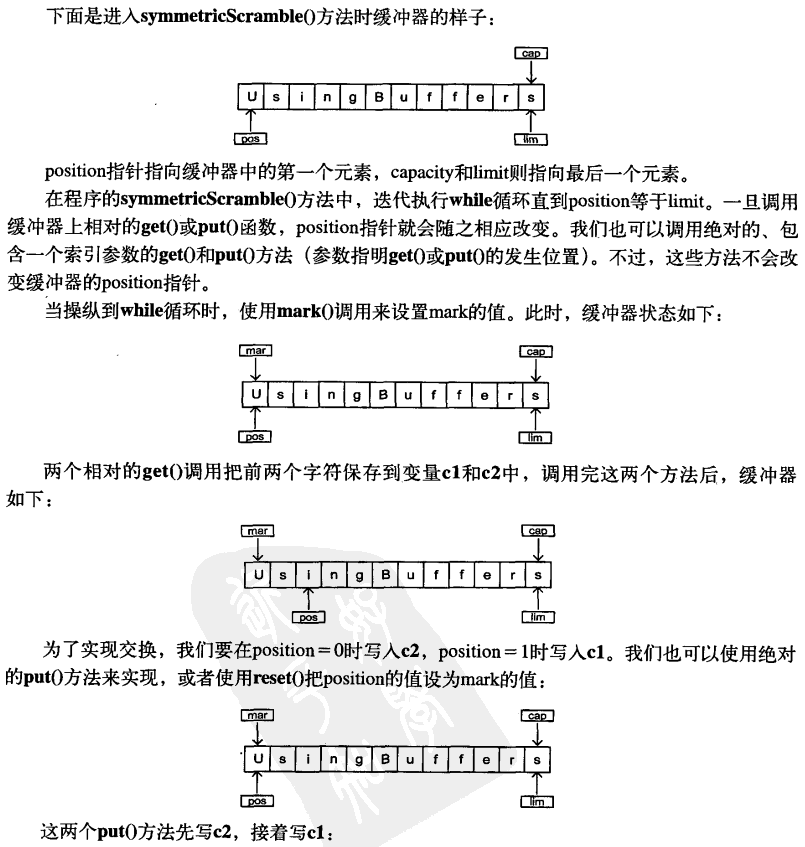 下面是进入symmetricScramble()方法时缓冲器的样子：
cap
U s i n g B u f f e r s
pos lim
position指针指向缓冲器中的第一个元素，capacity和limit则指向最后一个元素。
在程序的symmetricScramble()方法中，迭代执行while循环直到position等于limit。一旦调用
缓冲器上相对的get()或put()函数，position指针就会随之相应改变。我们也可以调用绝对的、包
含一个索引参数的get()和put()方法（参数指明get()或put()的发生位置）。不过，这些方法不会改
变缓冲器的position指针。
当操纵到while循环时，使用mark()调用来设置mark的值。此时，缓冲器状态如下：
mar cap
U s i n g B u f f e r s
pos lim
两个相对的get()调用把前两个字符保存到变量c1和c2中，调用完这两个方法后，缓冲器
如下：
mar cap
U s i n g B u f f e r s
pos lim
为了实现交换，我们要在position＝0时写入c2，position＝1时写入c1。我们也可以使用绝对
的put()方法来实现，或者使用reset()把position的值设为mark的值：
mar cap
U s i n g B u f f e r s
pos lim
这两个put()方法先写c2，接着写c1：